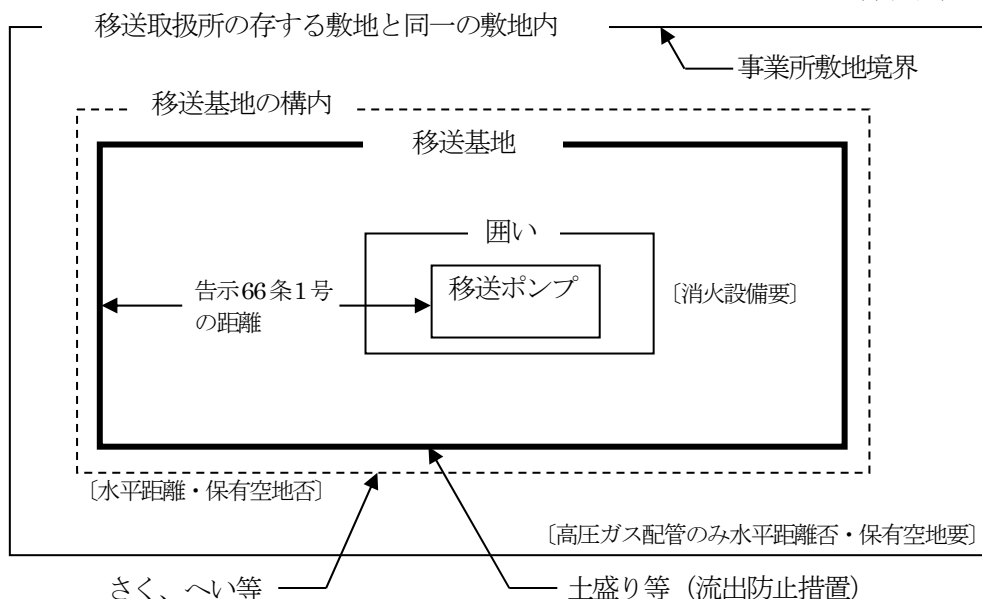 移送取扱所の存する敷地と同一の敷地内
事業所敷地境界
移送基地の構内
移送基地
囲い
移送ポンプ
告示66条1号
の距離
〔消火設備要〕
〔水平距離・保有空地否〕
〔高圧ガス配管のみ水平距離否・保有空地要〕
さく、へい等
土盛り等（流出防止措置）